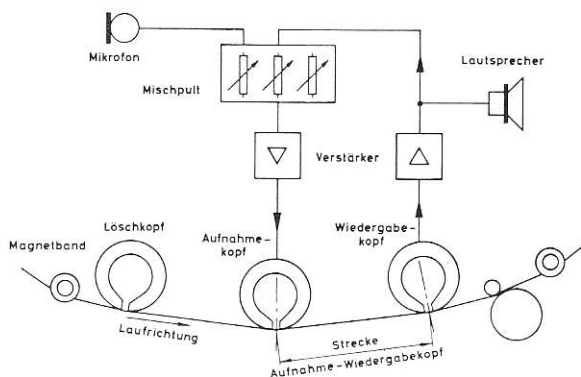 Mikrofon
Lautsprecher
Mischpult
Verstärker
Löschkopf
Magnetband
Aufnahme-
kopf
Wiedergabe-
kopf
Laufrichtung
Strecke
Aufnahme-Wiedergabekopf